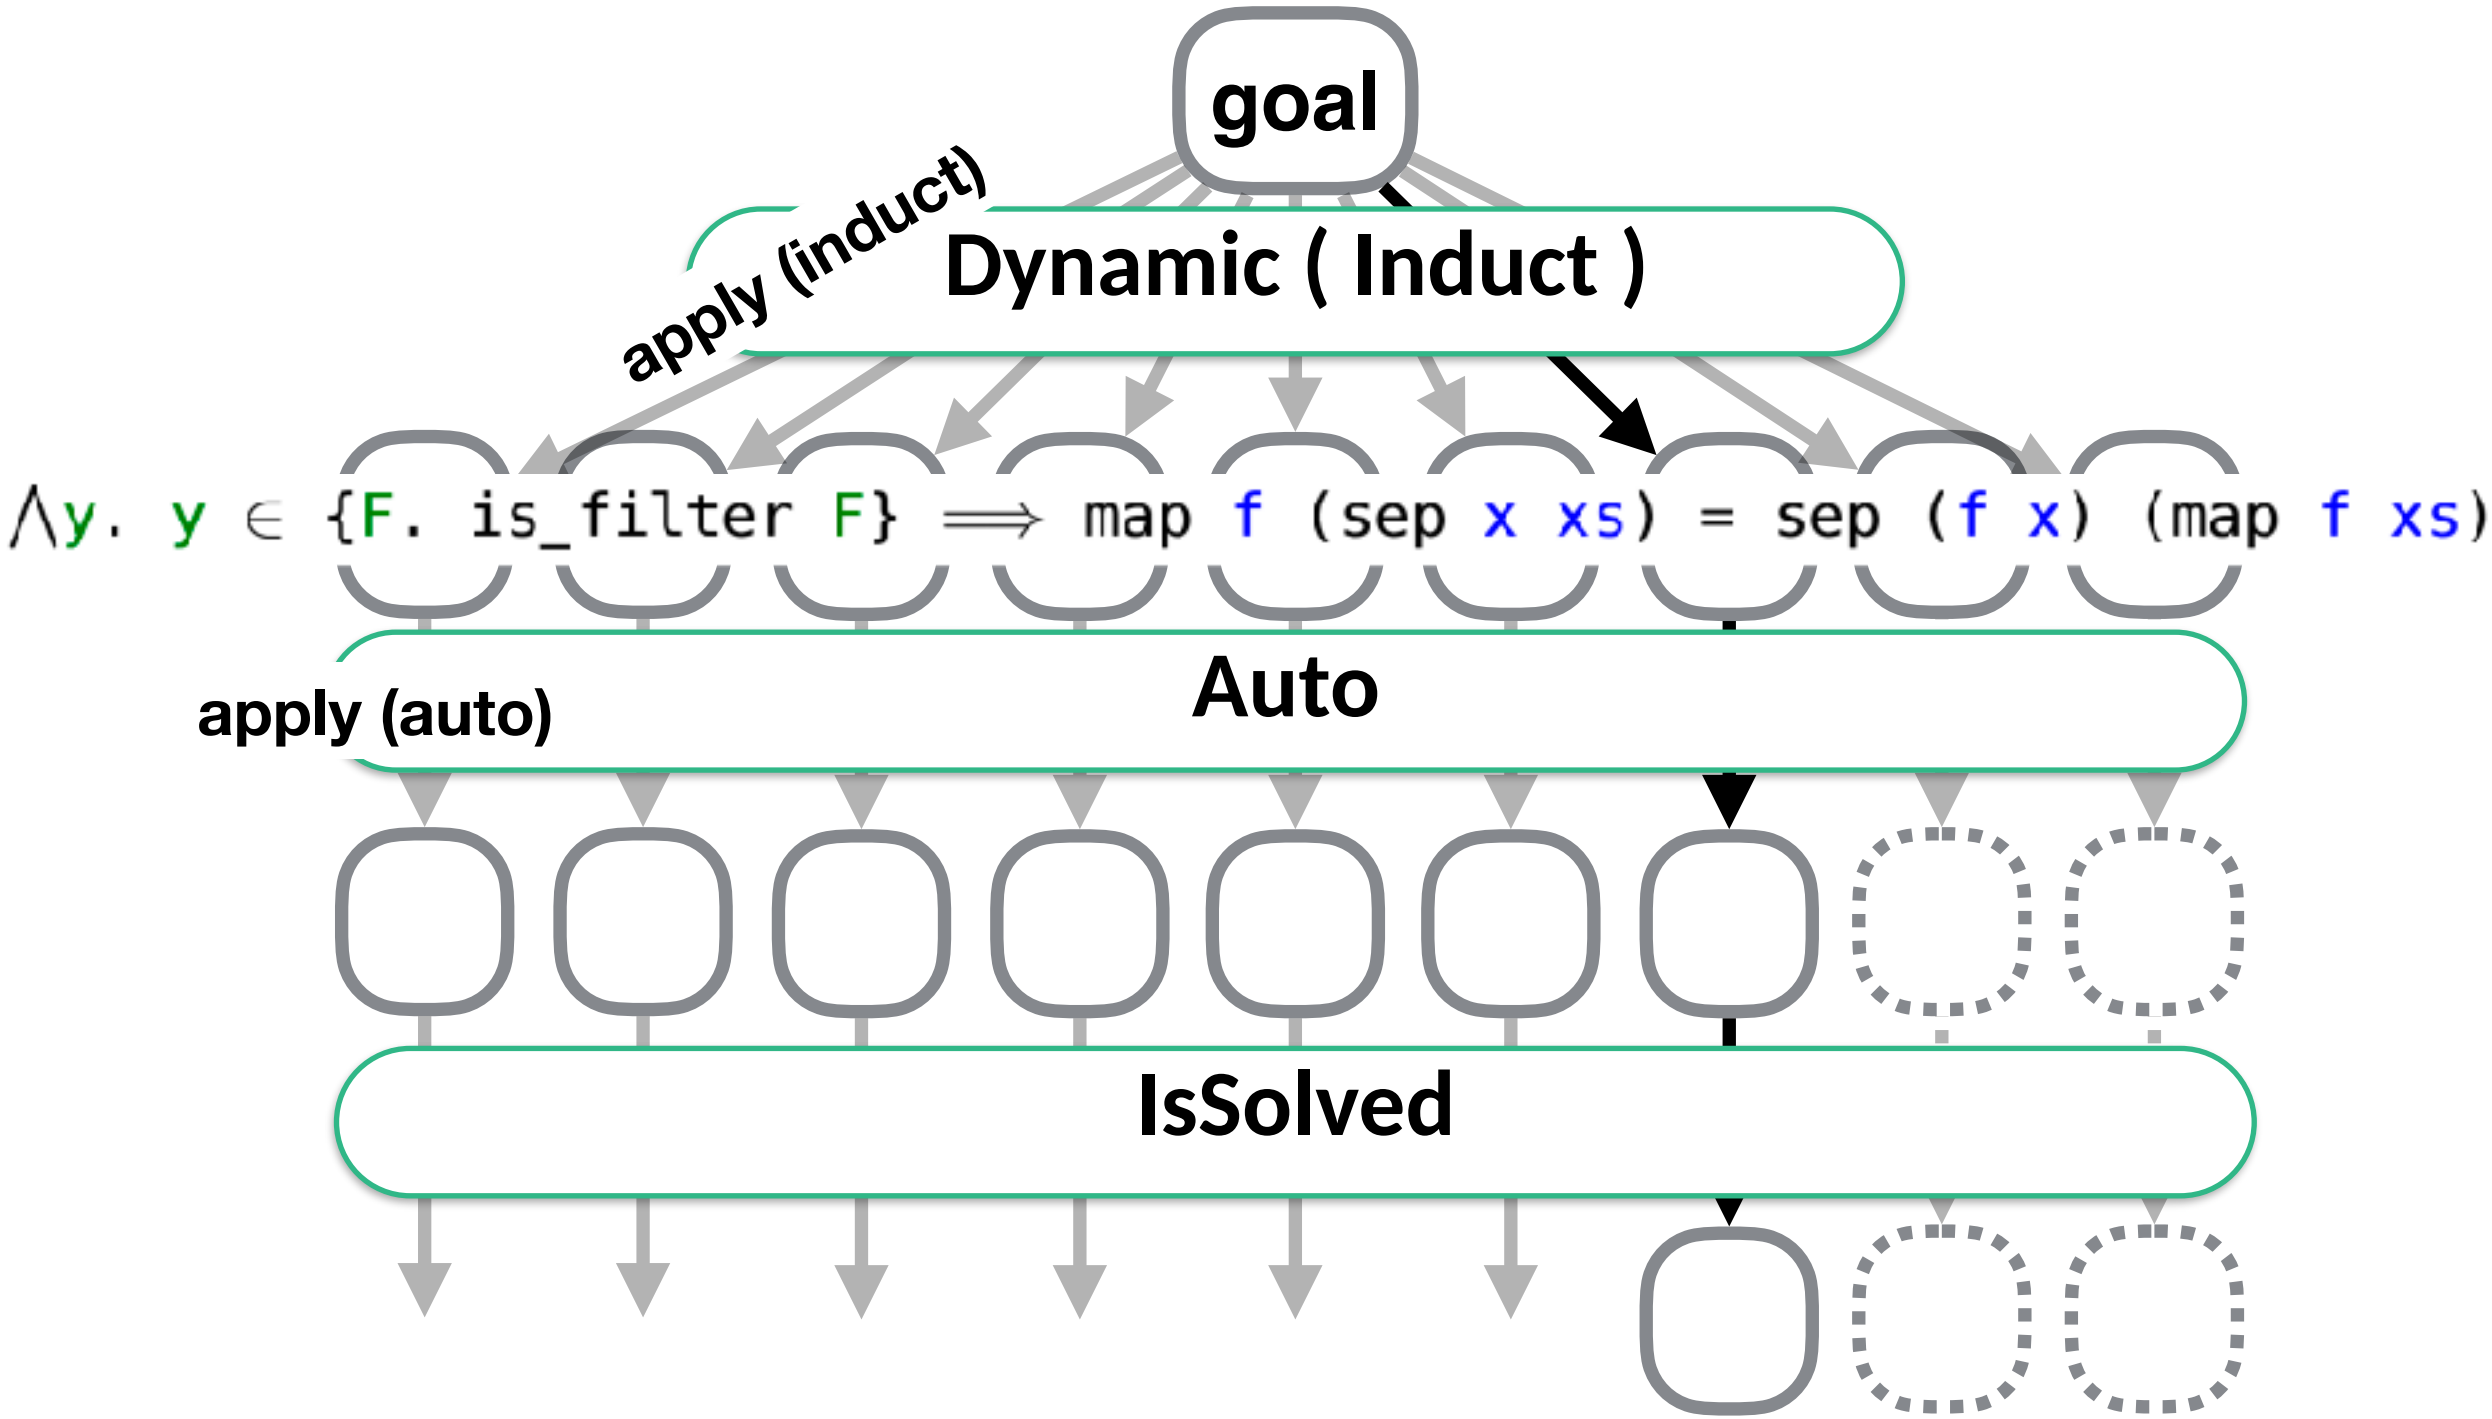 goal
apply (induct)
Dynamic ( Induct )
⋀y. y ∈ {F. is_filter F} ⟹ map f (sep x xs) = sep (f x) (map f xs)
Auto
apply (auto)
IsSolved